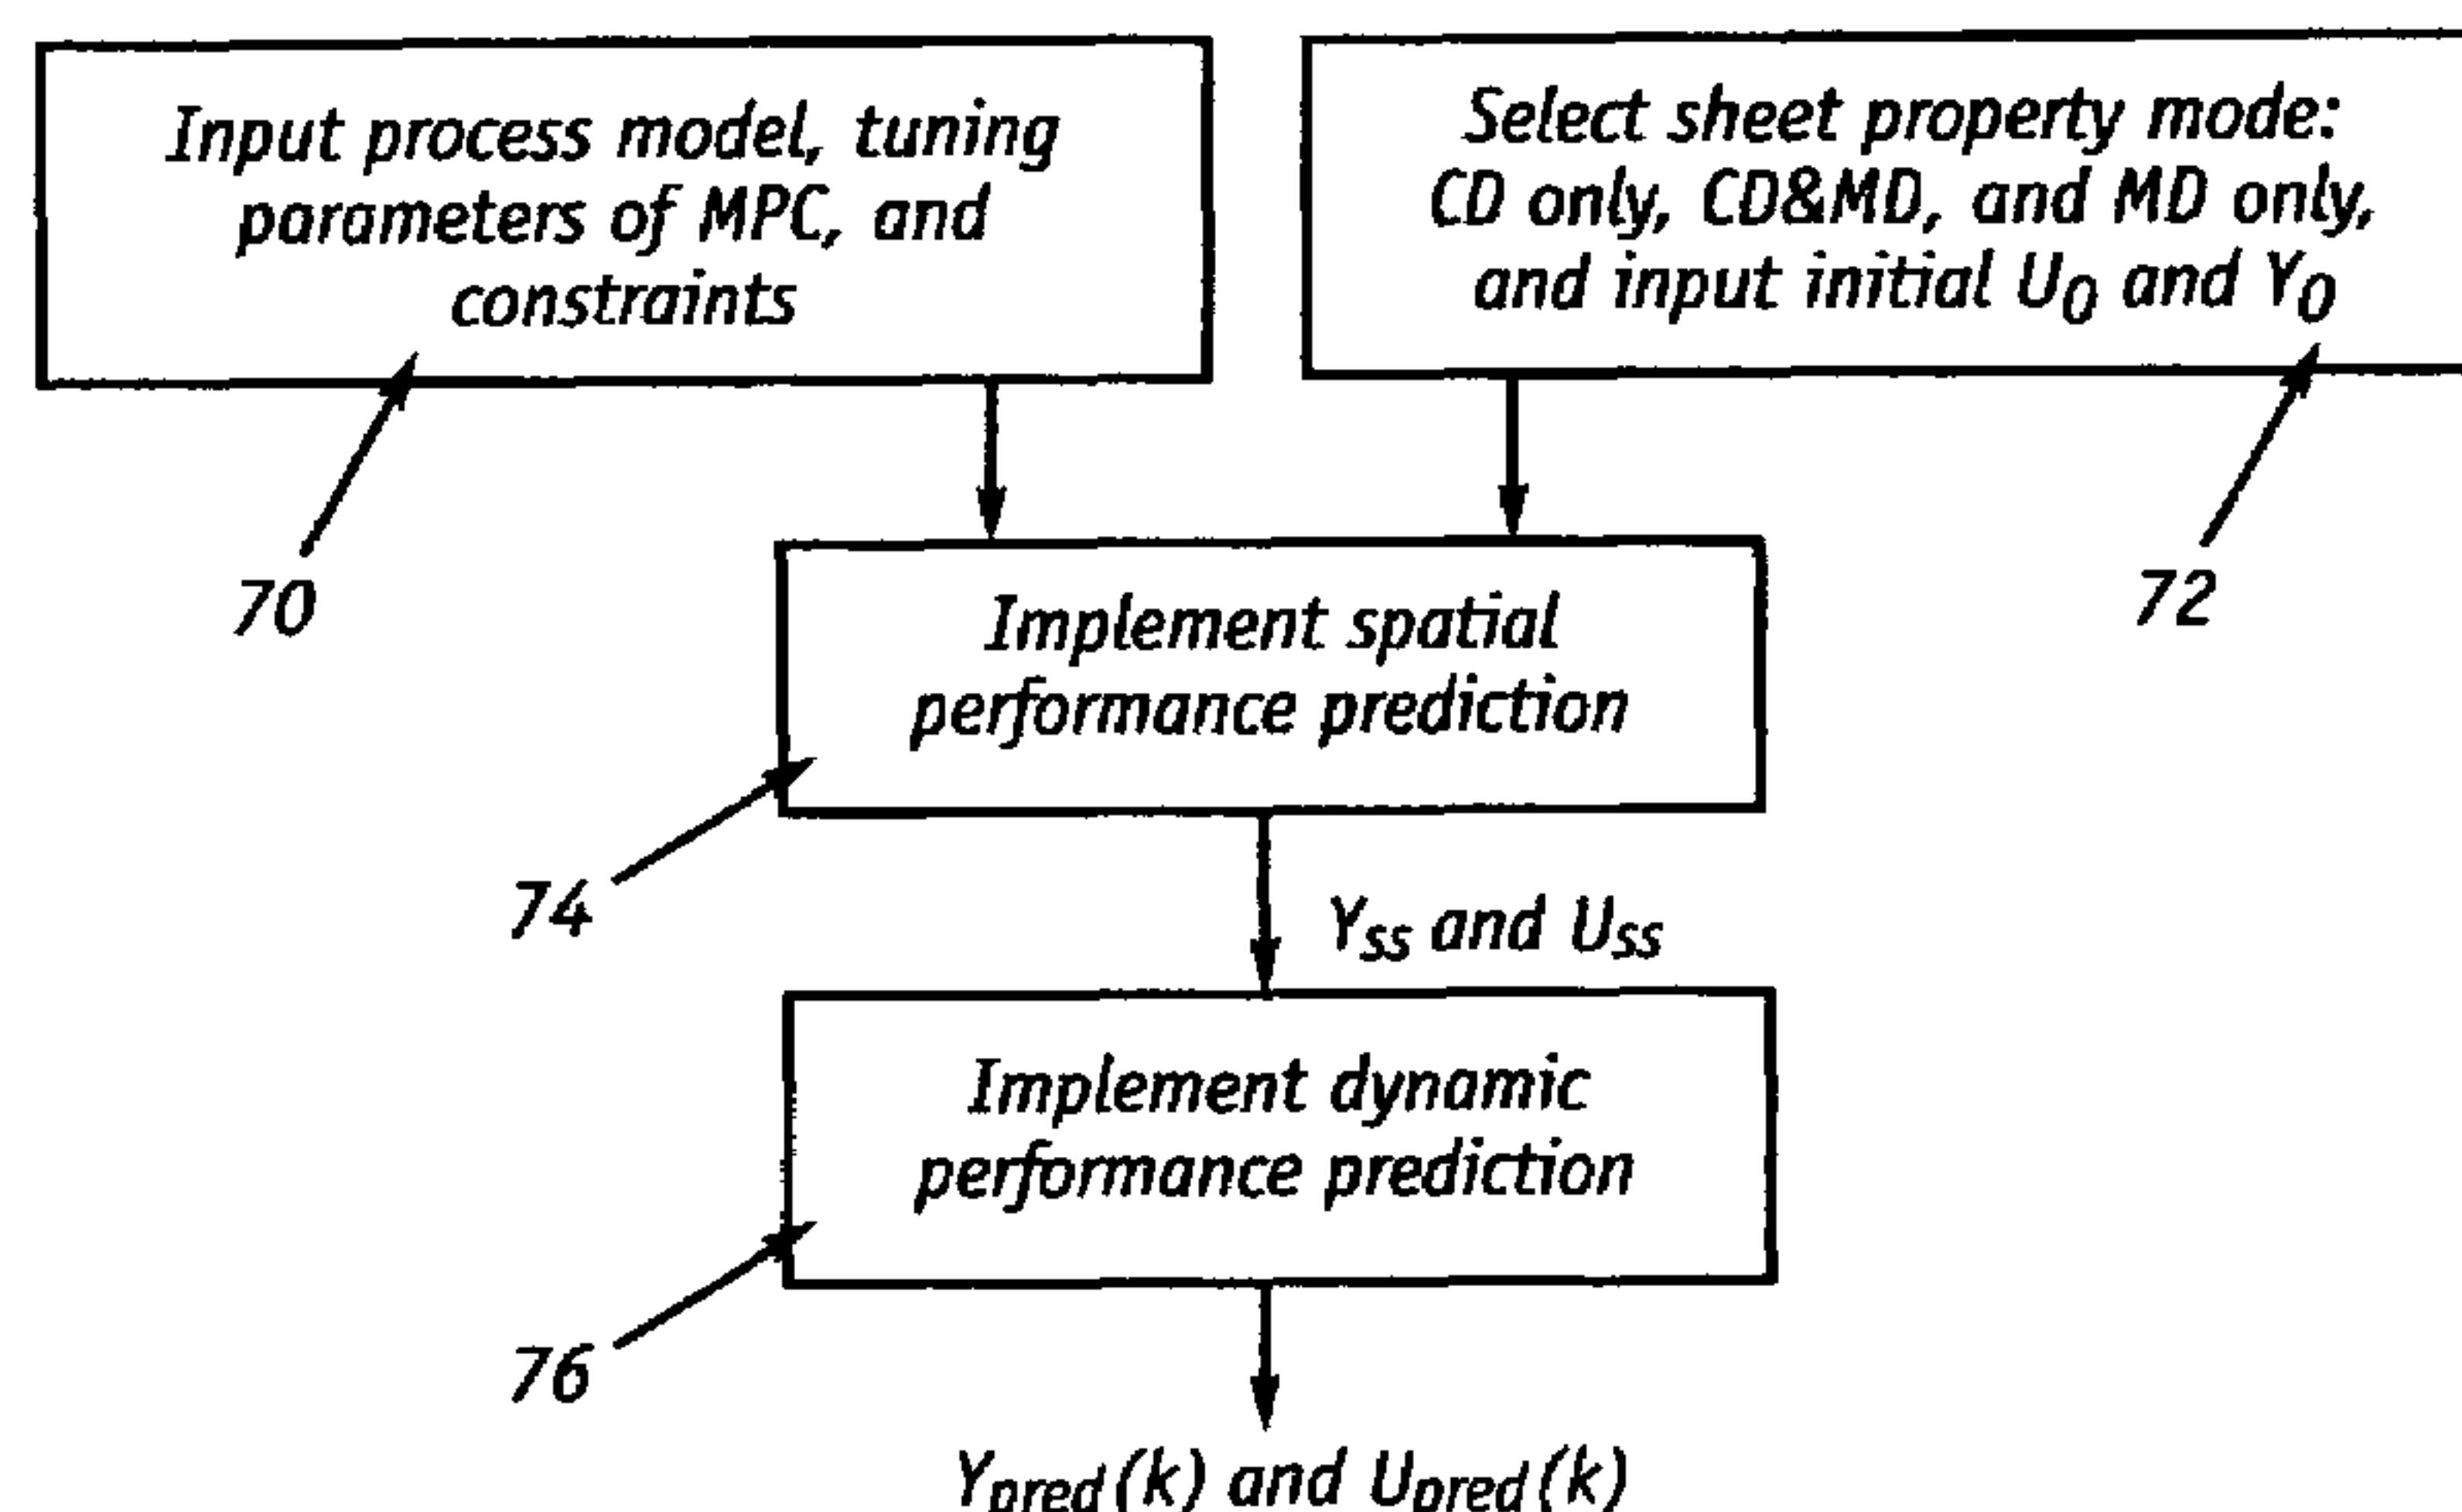 Input process model, tuning
parameters of MPC, and
constraints
Select sheet property mode:
CD only, CD&MD, and MD only,
and input initial U0 and Y0
70
72
Implement spatial
performance prediction
74
Yss and Uss
Implement dynamic
performance prediction
76
Ypred(k) and Upred(k)